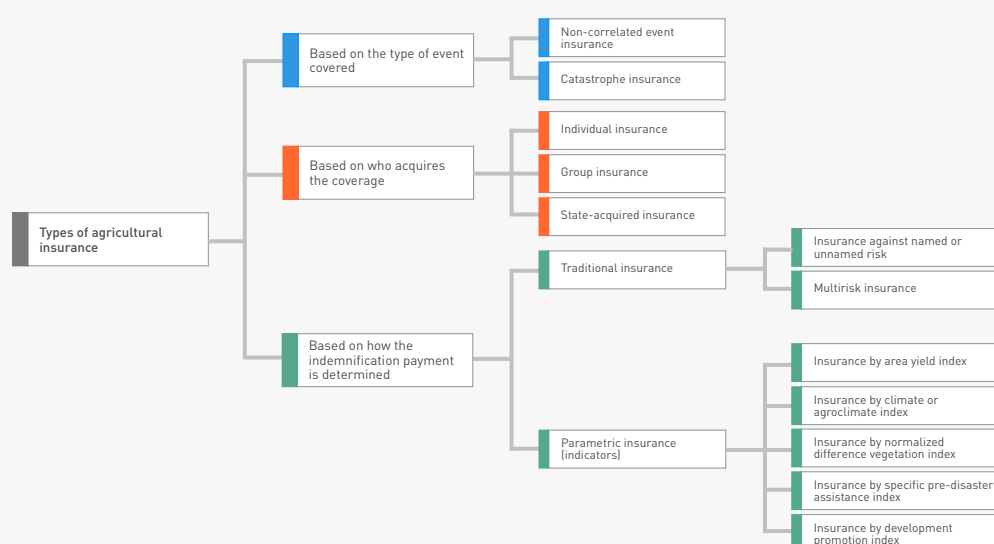 Types of agricultural
insurance
Based on the type of event
covered
Non-correlated event
insurance
Catastrophe insurance
Based on who acquires
the coverage
Individual insurance
Group insurance
State-acquired insurance
Based on how the
indemnification payment
is determined
Traditional insurance
Insurance against named or
unnamed risk
Multirisk insurance
Parametric insurance
(indicators)
Insurance by area yield index
Insurance by climate or
agroclimate index
Insurance by normalized
difference vegetation index
Insurance by specific pre-disaster
assistance index
Insurance by development
promotion index